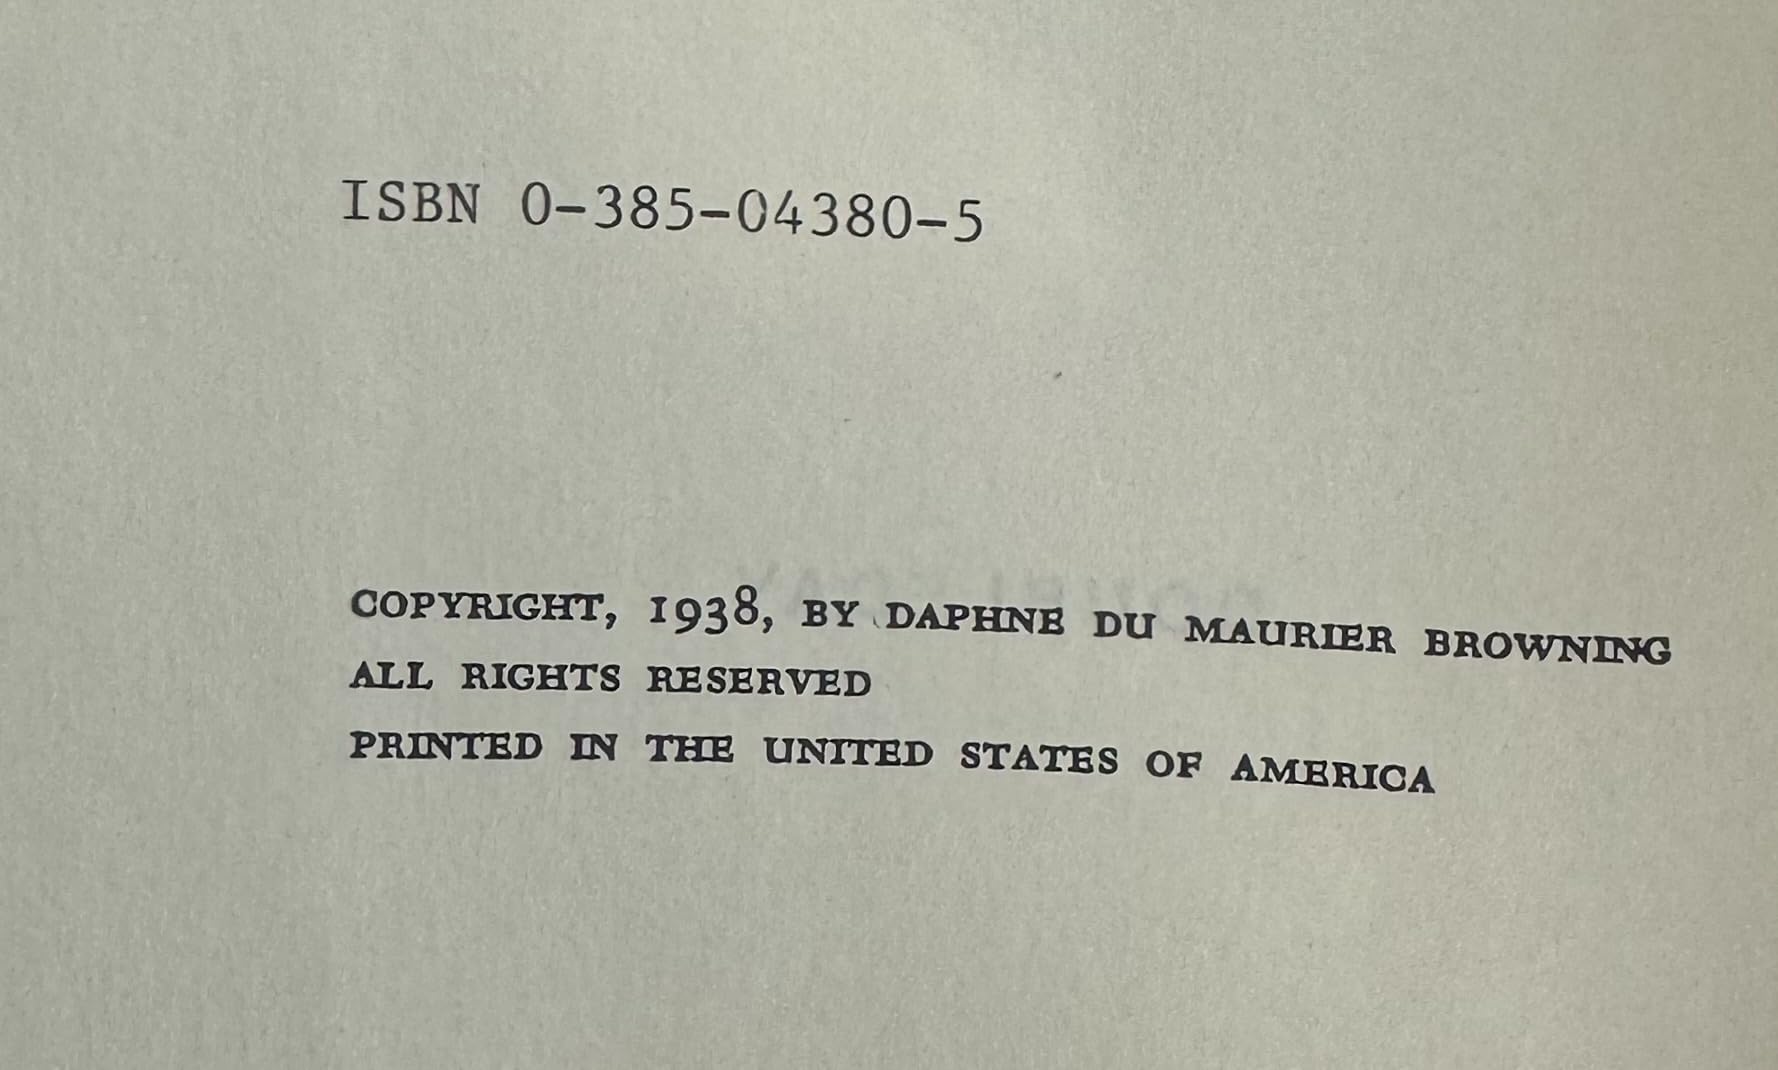 ISBN 0-385-04380-5
COPYRIGHT, 1938, BY DAPHNE DU MAURIER BROWNING
ALL RIGHTS RESERVED
PRINTED IN THE UNITED STATES OF AMERICA